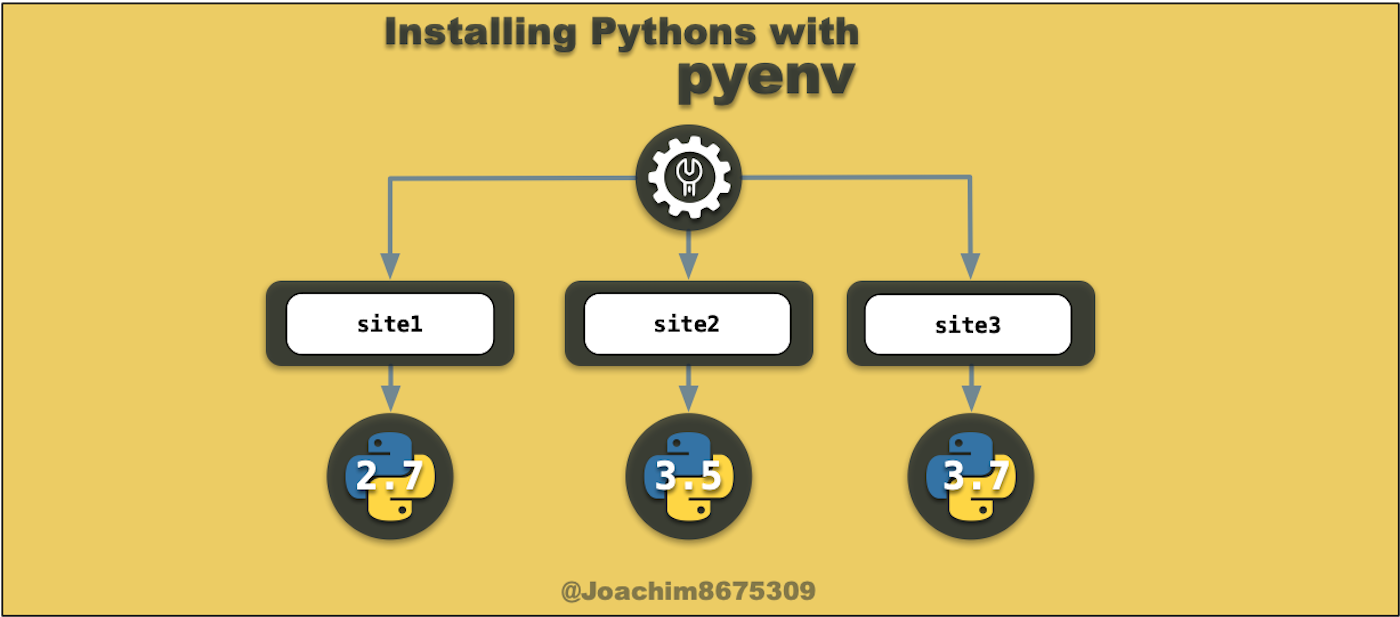 Installing Pythons with
pyenv
site1
site2
site3
2.7
3.5
3.7
@Joachim8675309